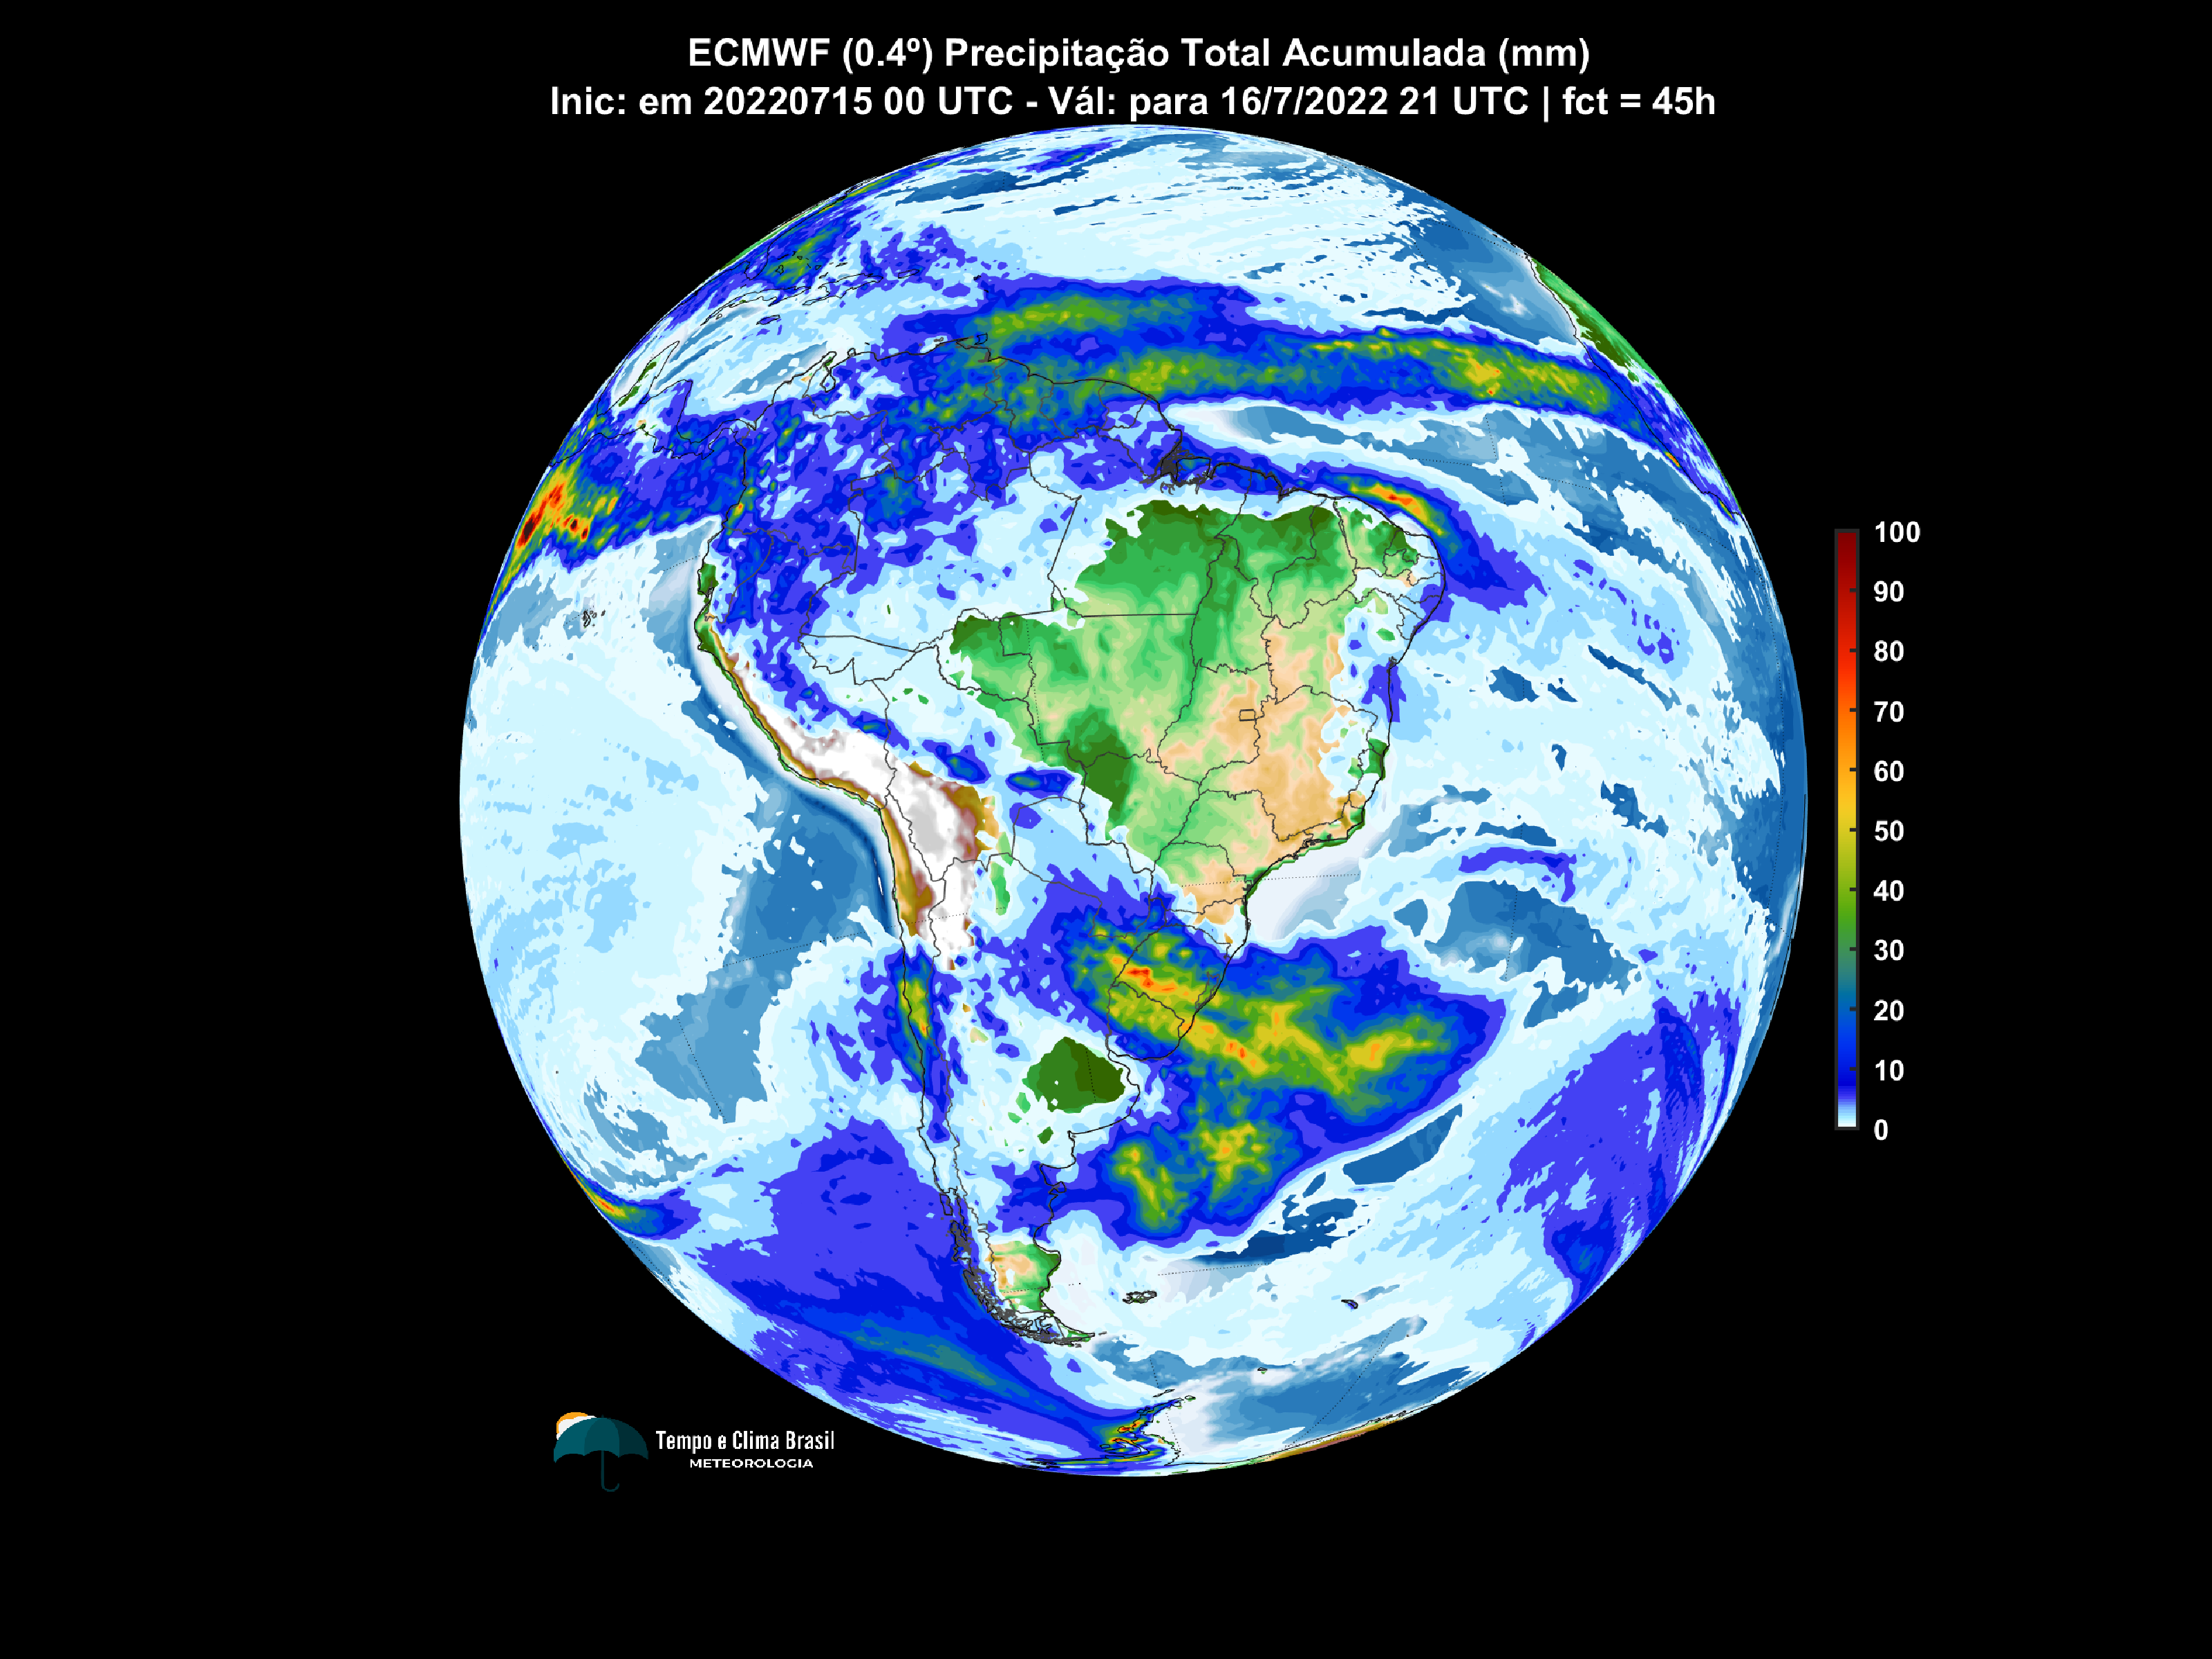 ECMWF (0.4º) Precipitação Total Acumulada (mm)
Inic: em 20220715 00 UTC - Vál: para 16/7/2022 21 UTC | fct = 45h
100
90
80
70
60
50
40
30
20
10
0
Tempo e Clima Brasil
METEOROLOGIA